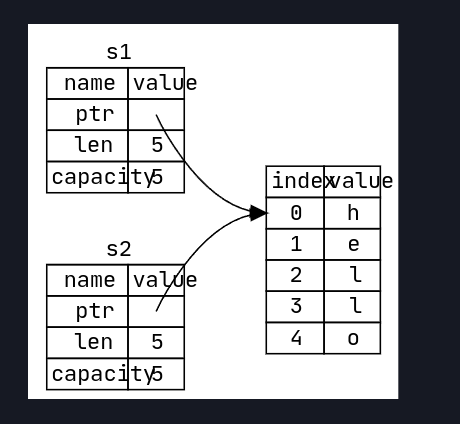 s1
name value
ptr
len 5
capacity 5
s2
name value
ptr
len 5
capacity 5
index value
0 h
1 e
2 l
3 l
4 o